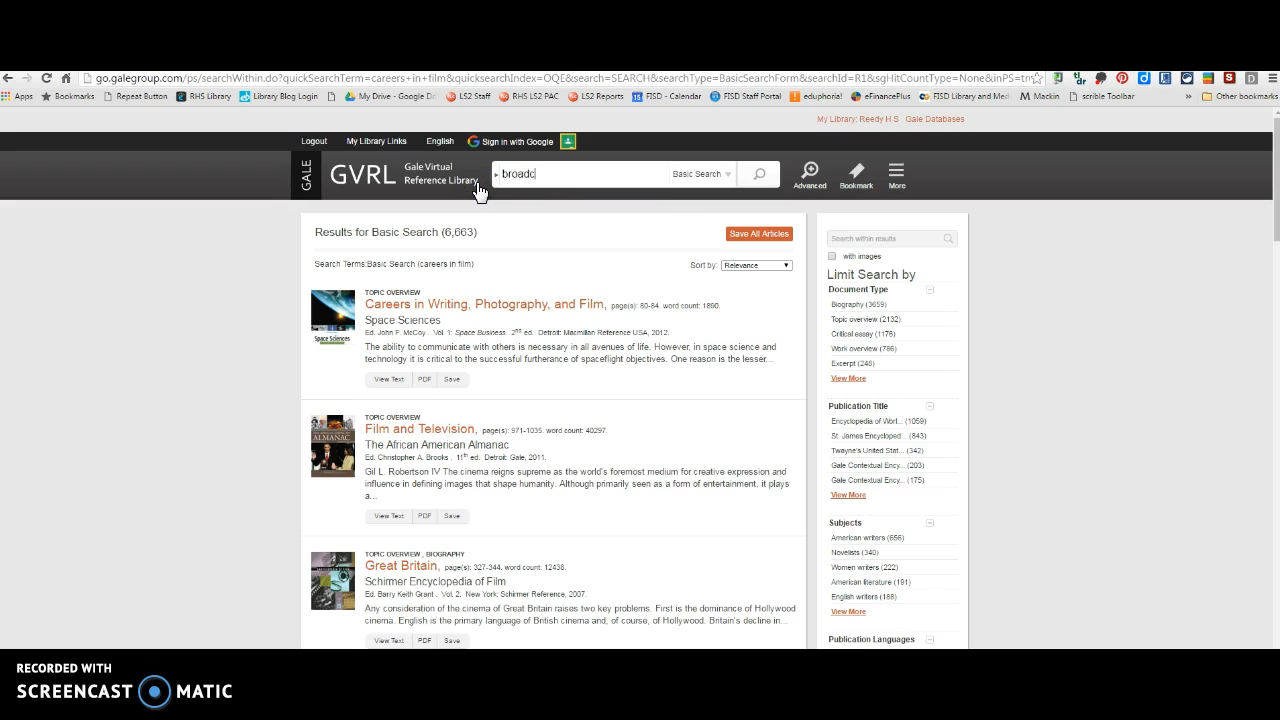 go.galegroup.com/ps/searchWithin.do?quickSearchTerm=careers+in+film&quicksearchIndex=OQE&search=SEARCH&searchType=BasicSearchForm&searchId=R1&sgHitCountType=None&inPS=tr
Apps Bookmarks Repeat Button RHS Library Library Blog Login My Drive - Google Dr LS2 Staff RHS LS2 PAC LS2 Reports FISD - Calendar FISD Staff Portal eduphoria! eFinancePlus FISD Library and Med Mackin scrible Toolbar » Other bookmarks
My Library: Reedy H S Gale Databases
Logout My Library Links English Sign in with Google
GALE GVRL Gale Virtual Reference Library broadc Basic Search Advanced Bookmark More
Results for Basic Search (6,663) Save All Articles
Search Terms:Basic Search (careers in film) Sort by: Relevance
TOPIC OVERVIEW
Careers in Writing, Photography, and Film, page(s): 80-84. word count: 1890.
Space Sciences
Ed. John F. McCoy . Vol. 1: Space Business. 2nd ed. Detroit: Macmillan Reference USA, 2012.
The ability to communicate with others is necessary in all avenues of life. However, in space science and
technology it is critical to the successful furtherance of spaceflight objectives. One reason is the lesser...
View Text PDF Save
TOPIC OVERVIEW
Film and Television, page(s): 971-1035. word count: 40297.
The African American Almanac
Ed. Christopher A. Brooks . 11th ed. Detroit: Gale, 2011.
Gil L. Robertson IV The cinema reigns supreme as the world's foremost medium for creative expression and
influence in defining images that shape humanity. Although primarily seen as a form of entertainment, it plays
a...
View Text PDF Save
TOPIC OVERVIEW , BIOGRAPHY
Great Britain, page(s): 327-344. word count: 12438.
Schirmer Encyclopedia of Film
Ed. Barry Keith Grant . Vol. 2. New York: Schirmer Reference, 2007.
Any consideration of the cinema of Great Britain raises two key problems. First is the dominance of Hollywood
cinema. English is the primary language of British cinema and, of course, of Hollywood. Britain's decline in...
View Text PDF Save
Search within results
with images
Limit Search by
Document Type
Biography (3659)
Topic overview (2132)
Critical essay (1176)
Work overview (786)
Excerpt (248)
View More
Publication Title
Encyclopedia of Worl... (1059)
St. James Encycloped... (843)
Twayne's United Stat... (342)
Gale Contextual Ency... (203)
Gale Contextual Ency... (175)
View More
Subjects
American writers (656)
Novelists (340)
Women writers (222)
American literature (191)
English writers (188)
View More
Publication Languages
RECORDED WITH
SCREENCAST MATIC